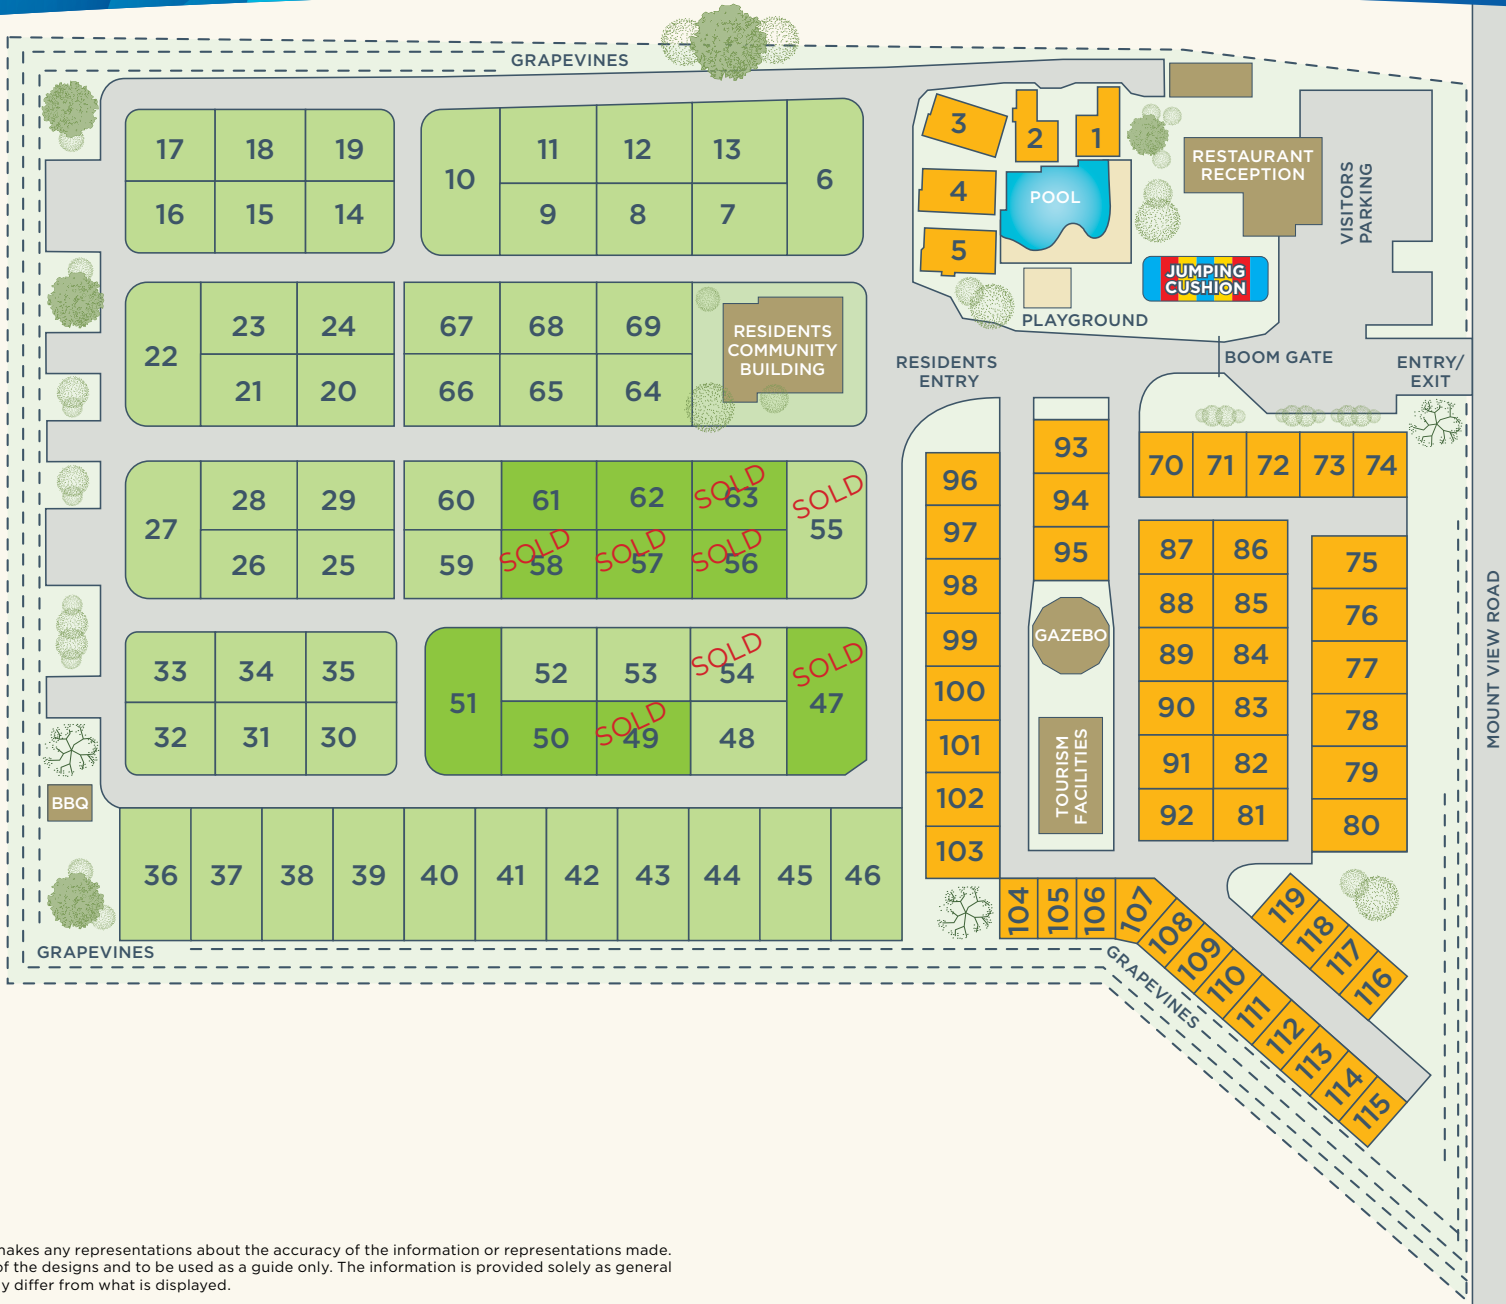 GRAPEVINES
17 18 19
16 15 14
10 11 12 13 6
9 8 7
3 2 1
4 POOL
5
RESTAURANT
RECEPTION
VISITORS
PARKING
JUMPING
CUSHION
PLAYGROUND
22 23 24
21 20
67 68 69
66 65 64
RESIDENTS
COMMUNITY
BUILDING
RESIDENTS
ENTRY
BOOM GATE
ENTRY/
EXIT
27 28 29
26 25
60 61 62 63 SOLD
55 SOLD
59 58 SOLD 57 SOLD 56 SOLD
33 34 35
32 31 30
51 52 53 54 SOLD
47 SOLD
50 49 SOLD 48
BBQ
36 37 38 39 40 41 42 43 44 45 46
GRAPEVINES
96
97
98
99
100
101
102
103
93
94
95
GAZEBO
TOURISM
FACILITIES
70 71 72 73 74
87 86
88 85
89 84
90 83
91 82
92 81
75
76
77
78
79
80
MOUNT VIEW ROAD
104 105 106 107 108 109 110 111 112 113 114 115
119 118 117 116
GRAPEVINES
makes any representations about the accuracy of the information or representations made.
of the designs and to be used as a guide only. The information is provided solely as general
y differ from what is displayed.